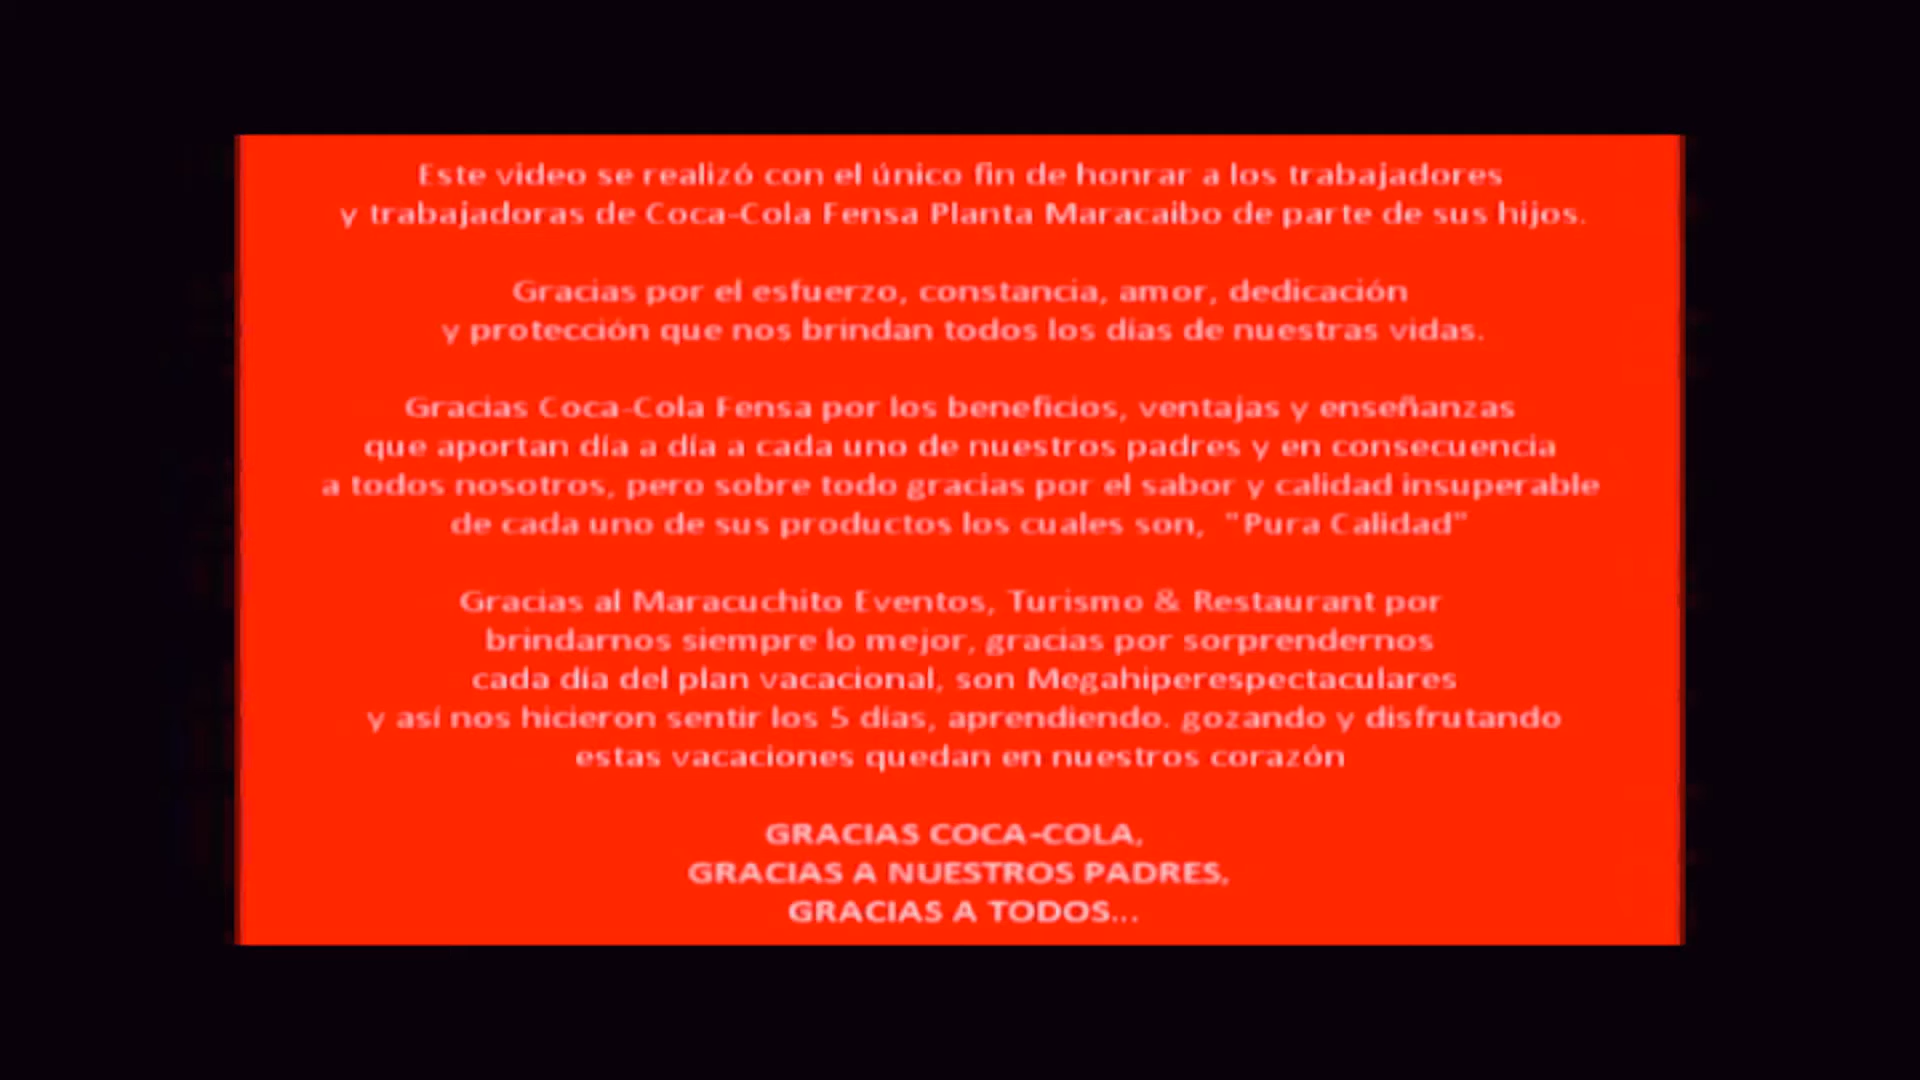 Este video se realizó con el único fin de honrar a los trabajadores
y trabajadoras de Coca-Cola Fensa Planta Maracaibo de parte de sus hijos.
Gracias por el esfuerzo, constancia, amor, dedicación
y protección que nos brindan todos los días de nuestras vidas.
Gracias Coca-Cola Fensa por los beneficios, ventajas y enseñanzas
que aportan día a día a cada uno de nuestros padres y en consecuencia
a todos nosotros, pero sobre todo gracias por el sabor y calidad insuperable
de cada uno de sus productos los cuales son, "Pura Calidad"
Gracias al Maracuchito Eventos, Turismo & Restaurant por
brindarnos siempre lo mejor, gracias por sorprendernos
cada día del plan vacacional, son Megahiperespectaculares
y así nos hicieron sentir los 5 días, aprendiendo. gozando y disfrutando
estas vacaciones quedan en nuestros corazón
GRACIAS COCA-COLA,
GRACIAS A NUESTROS PADRES,
GRACIAS A TODOS...